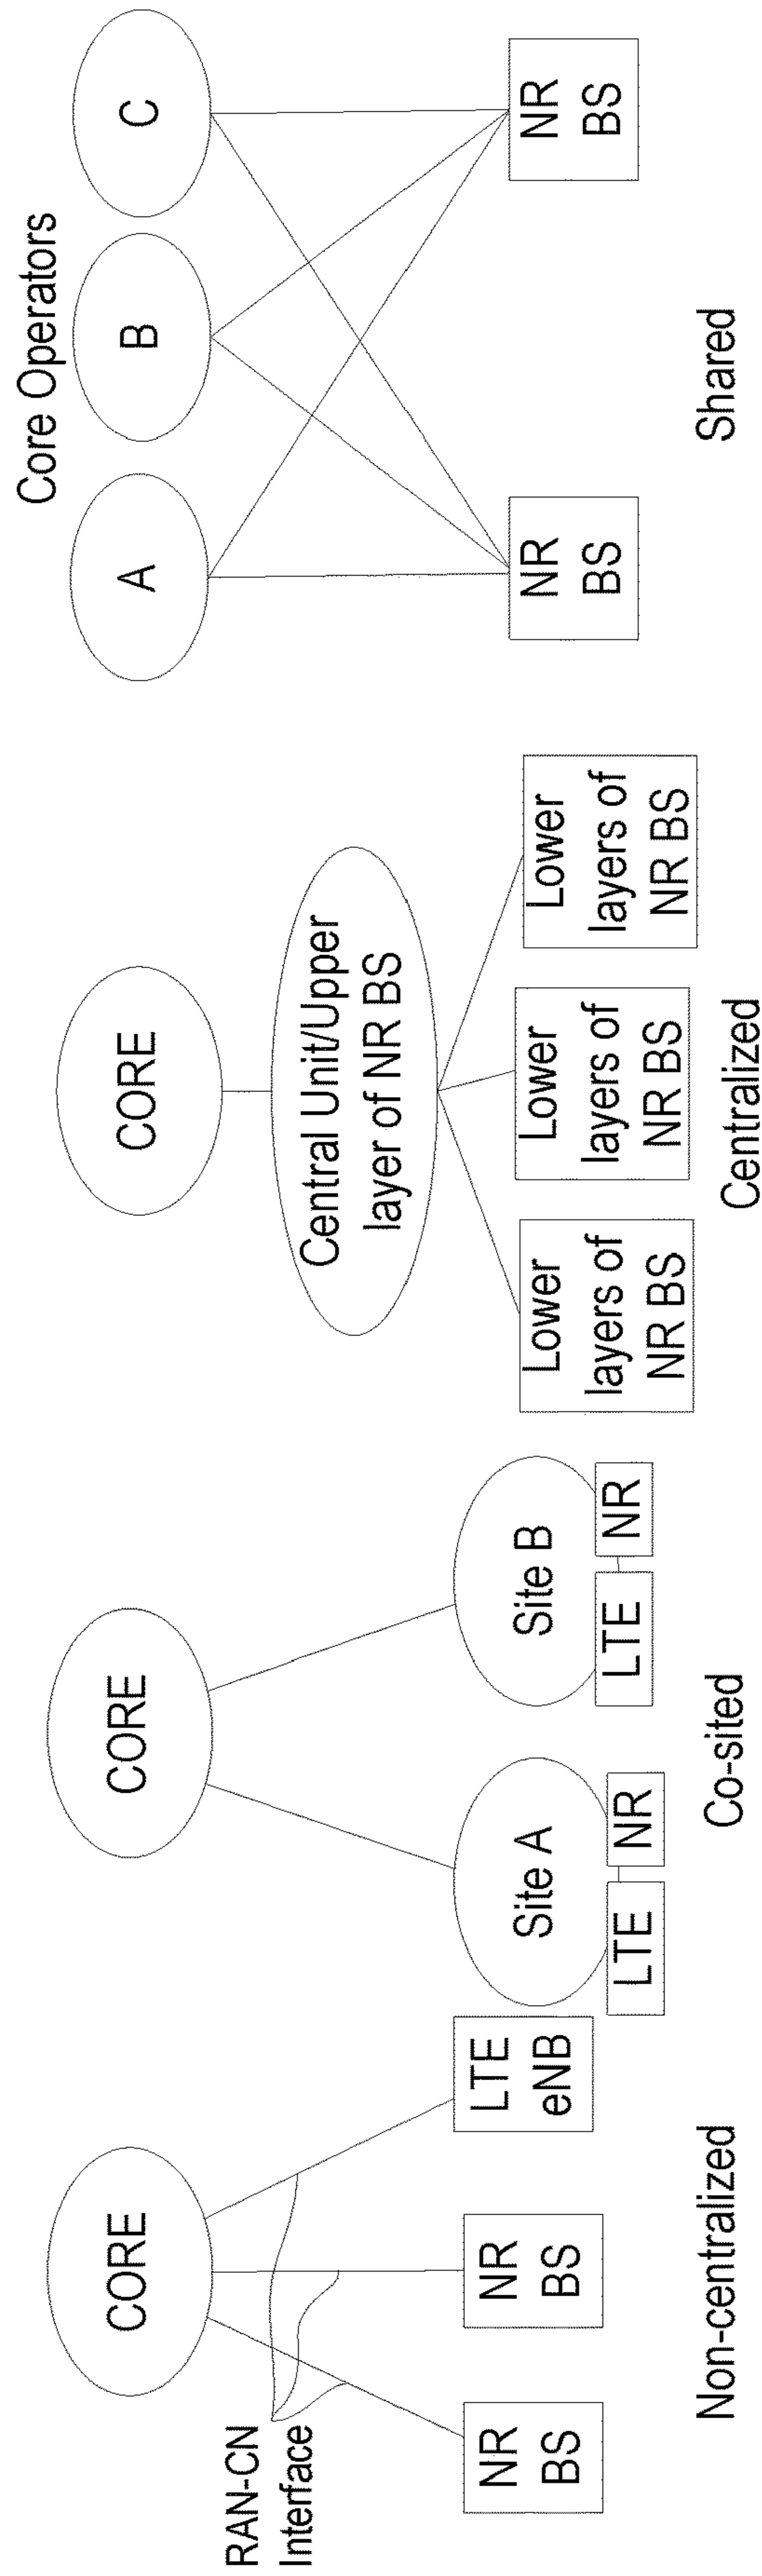 CORE
RAN-CN
Interface
NR
BS
NR
BS
LTE
eNB
Non-centralized
CORE
Site A
LTE
NR
Site B
LTE
NR
Co-sited
CORE
Central Unit/Upper
layer of NR BS
Lower
layers of
NR BS
Lower
layers of
NR BS
Lower
layers of
NR BS
Centralized
Core Operators
A
B
C
NR
BS
NR
BS
Shared